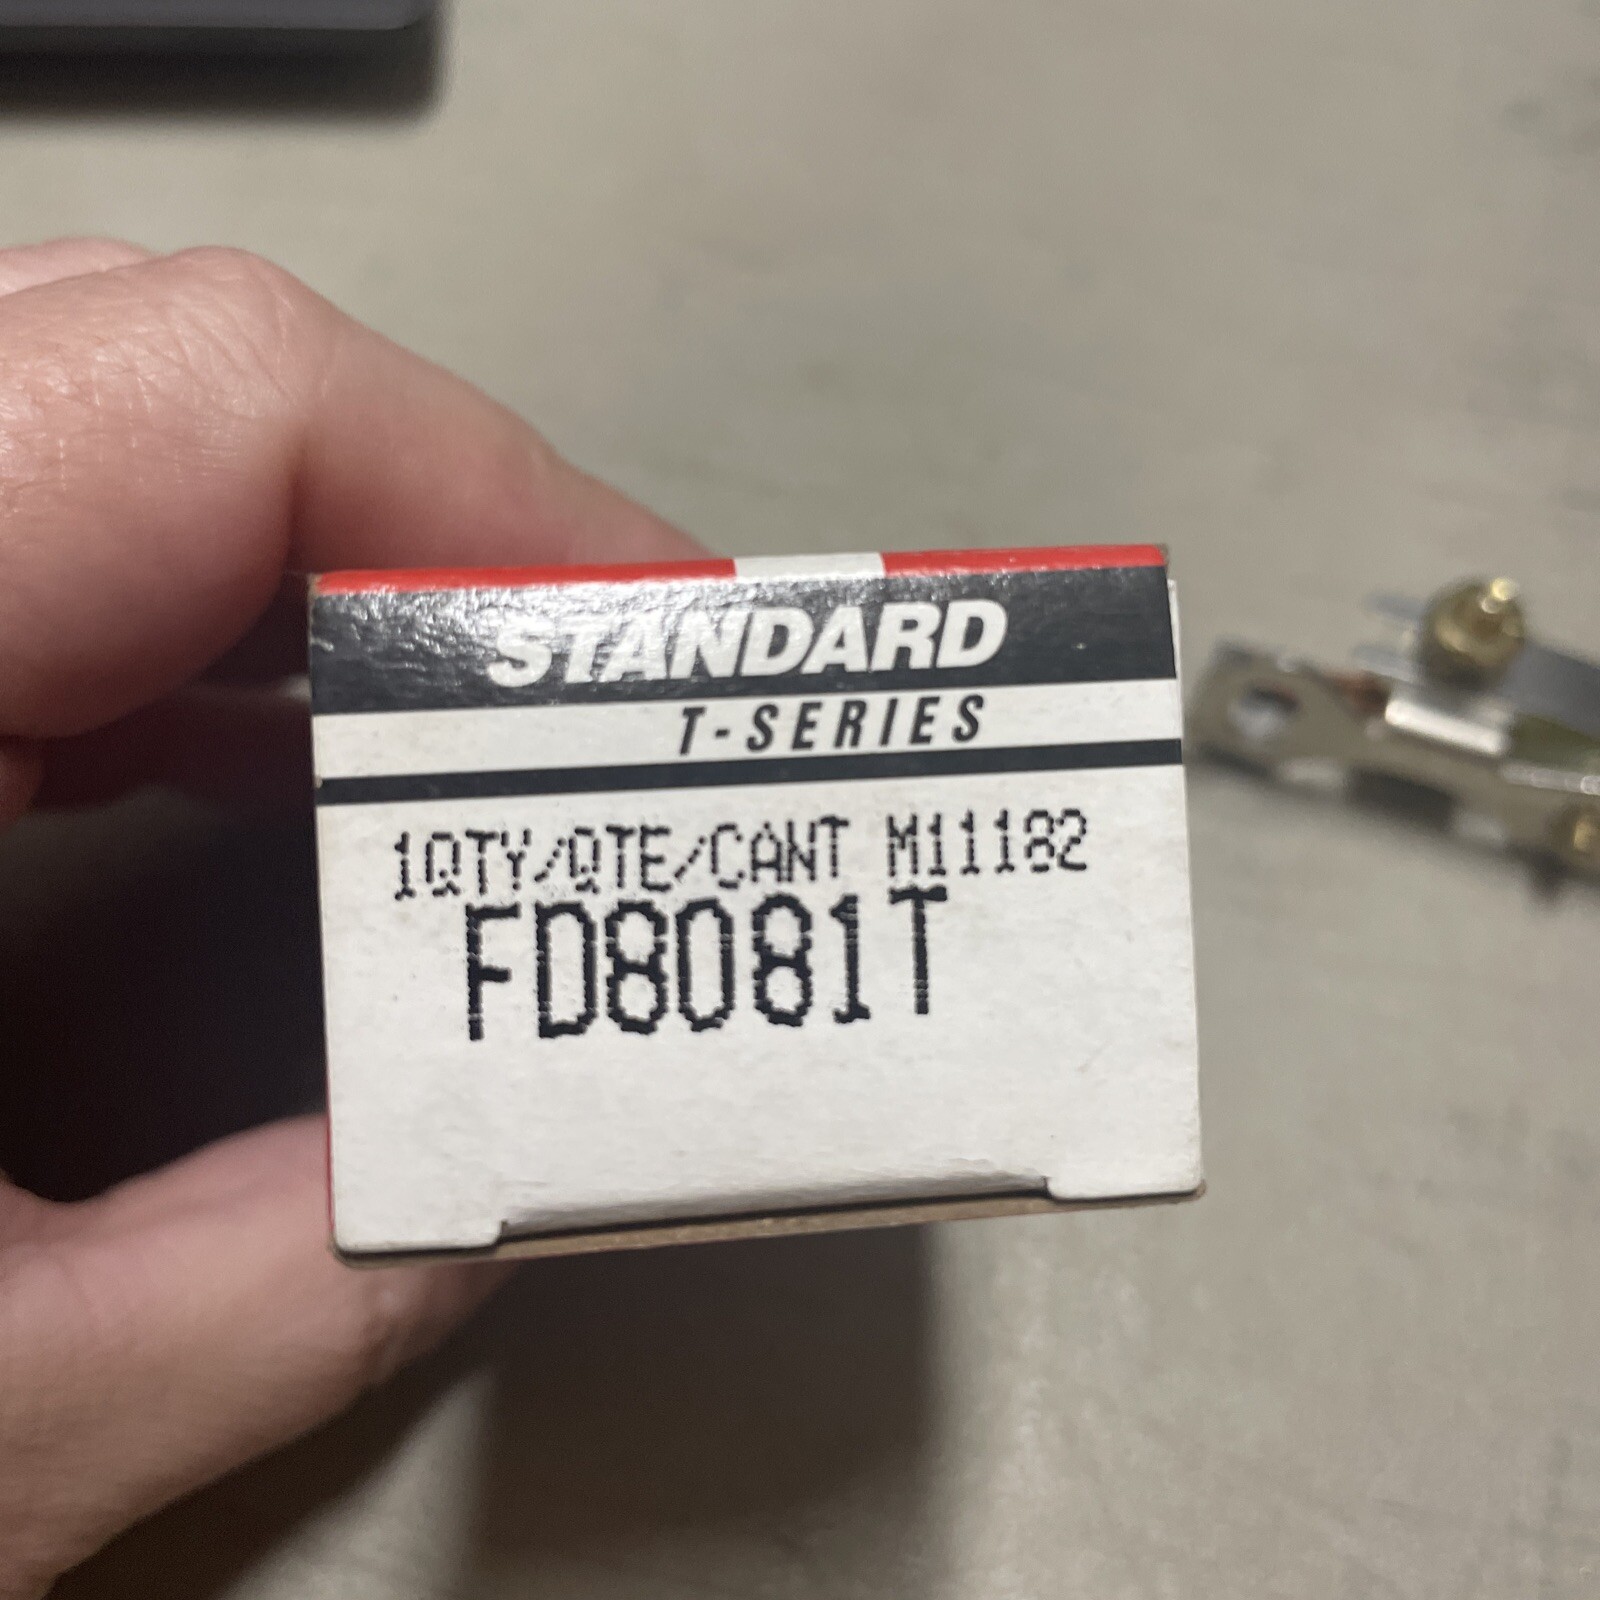 STANDARD
T-SERIES
1QTY/QTE/CANT M11182
FD8081T